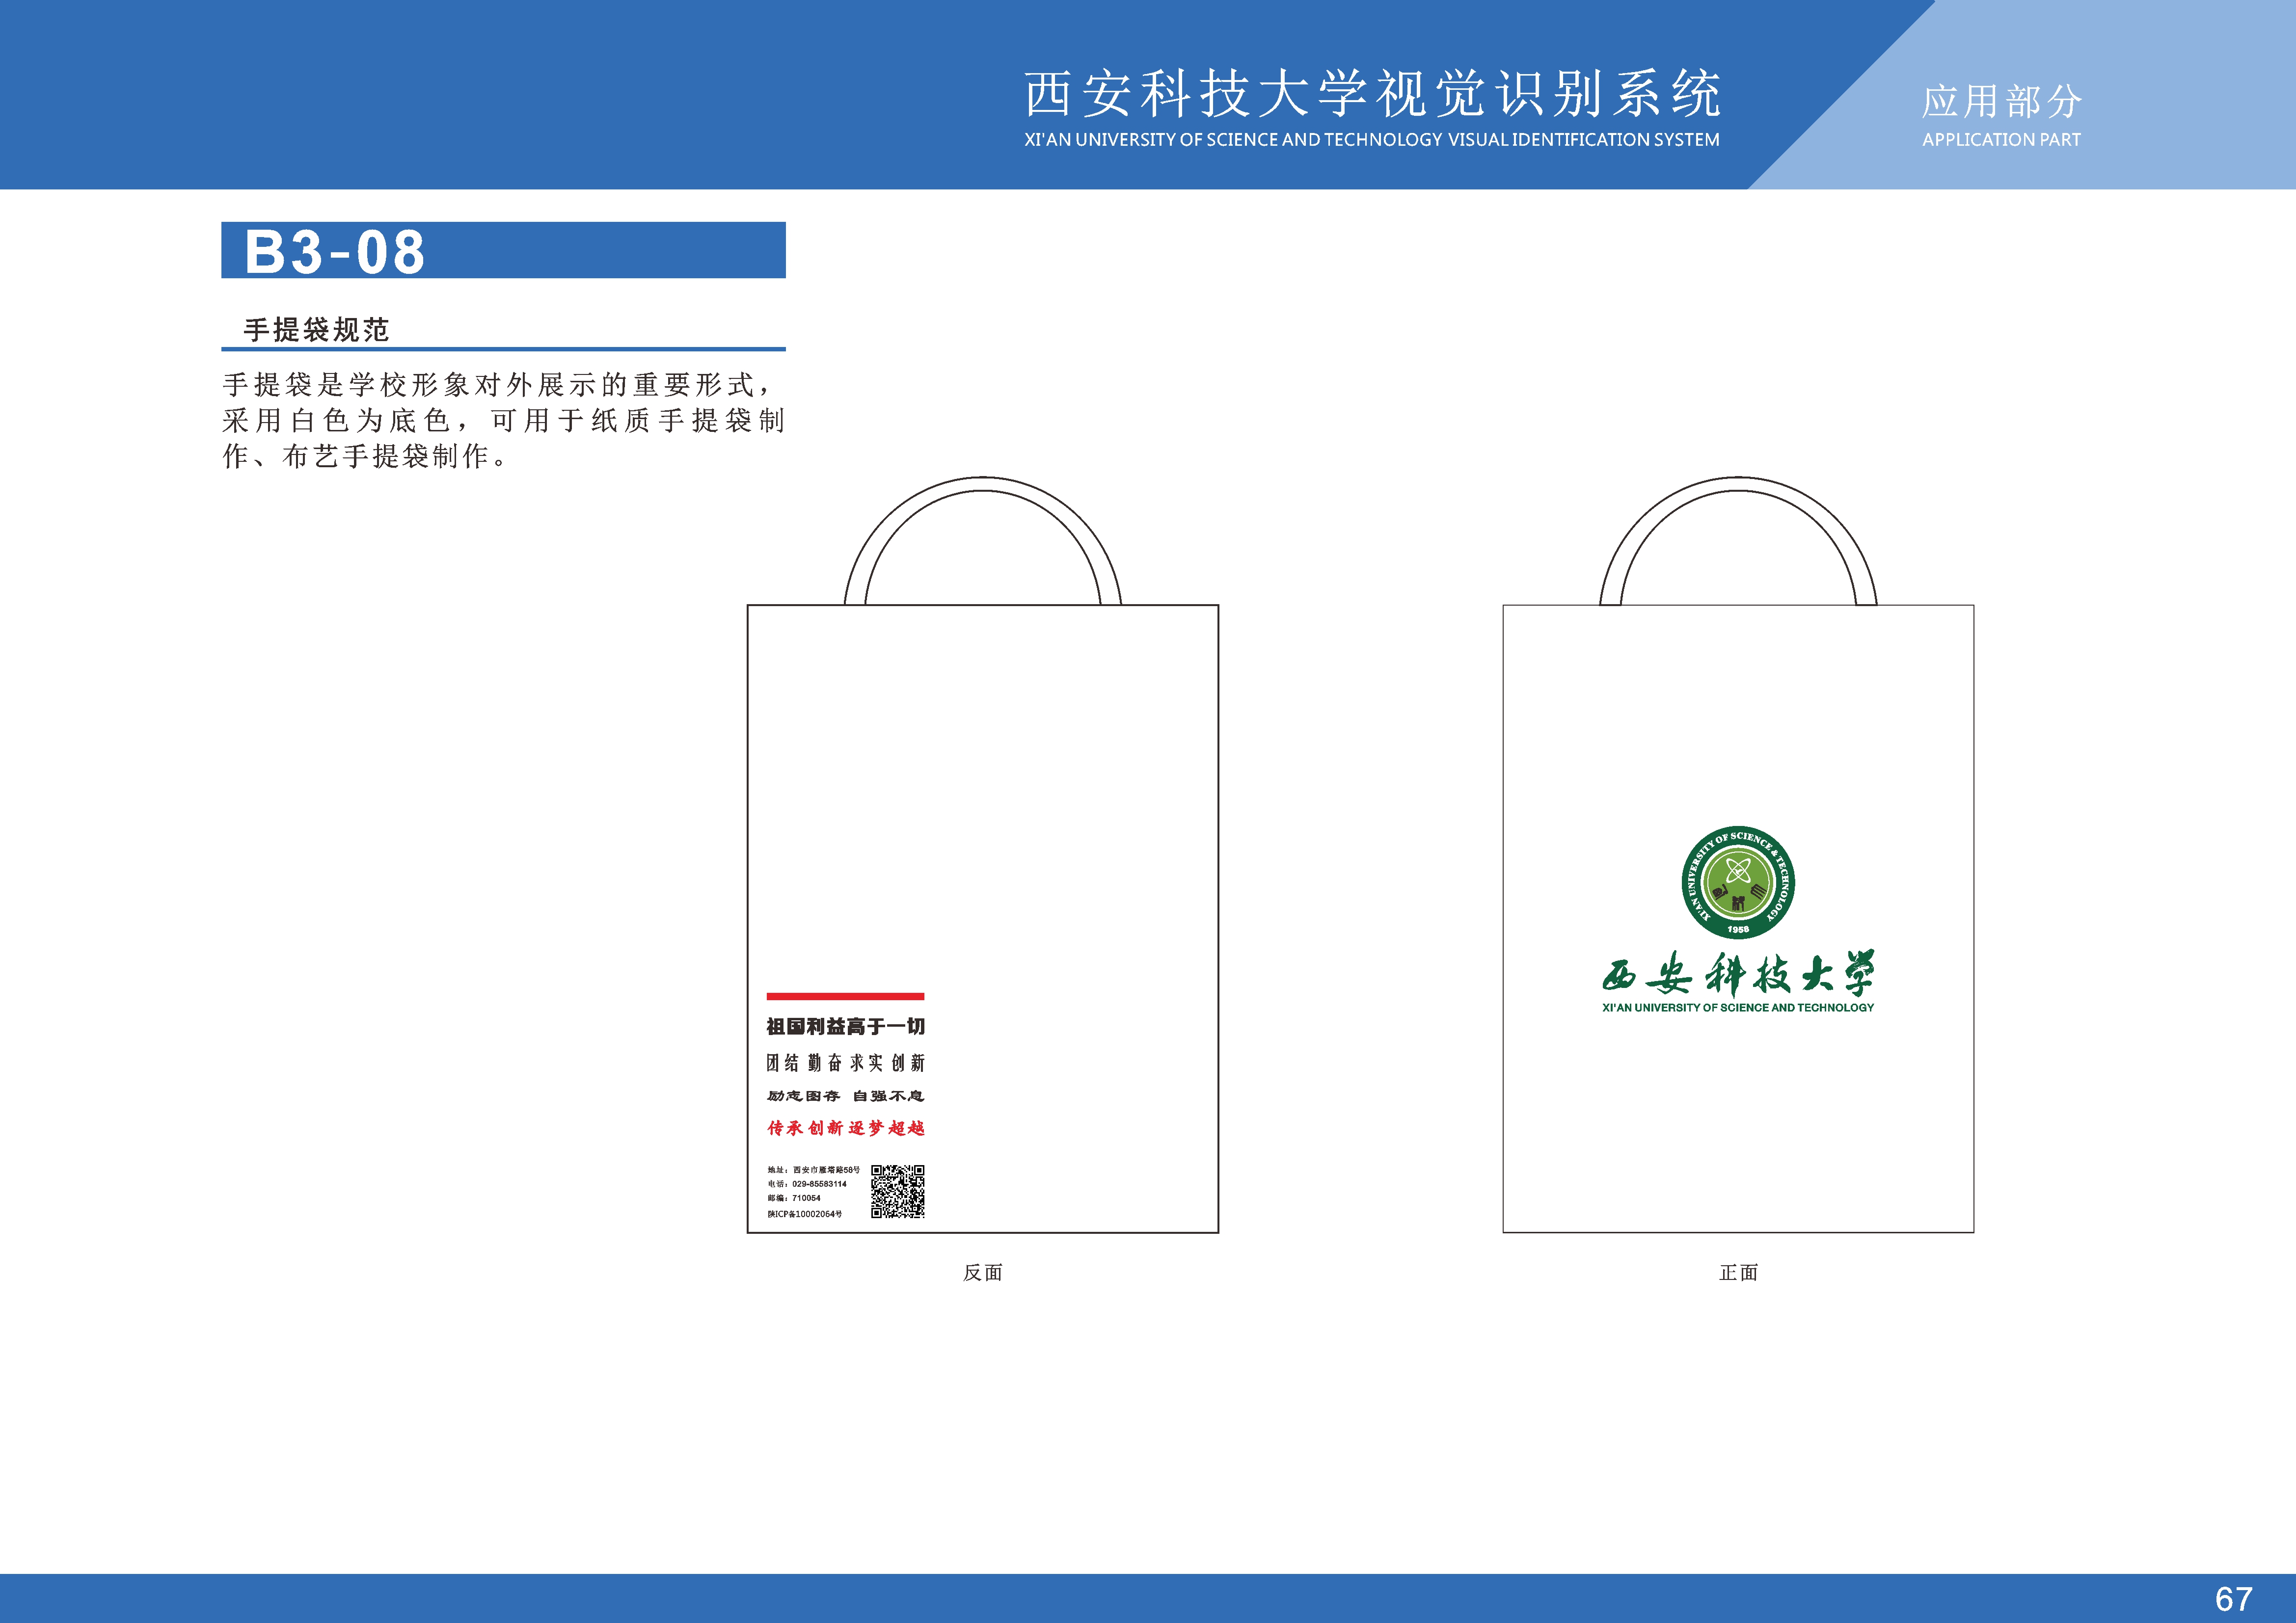 西安科技大学视觉识别系统
XI'AN UNIVERSITY OF SCIENCE AND TECHNOLOGY VISUAL IDENTIFICATION SYSTEM
应用部分
APPLICATION PART
B3-08
手提袋规范
手提袋是学校形象对外展示的重要形式，
采用白色为底色，可用于纸质手提袋制
作、布艺手提袋制作。
祖国利益高于一切
团结 勤奋 求实 创新
励志图存 自强不息
传承创新逐梦超越
地址：西安市雁塔路58号
电话：029-85583114
邮编：710054
陕ICP备10002064号
反面
XI'AN UNIVERSITY OF SCIENCE & TECHNOLOGY
1958
西安科技大学
XI'AN UNIVERSITY OF SCIENCE AND TECHNOLOGY
正面
67